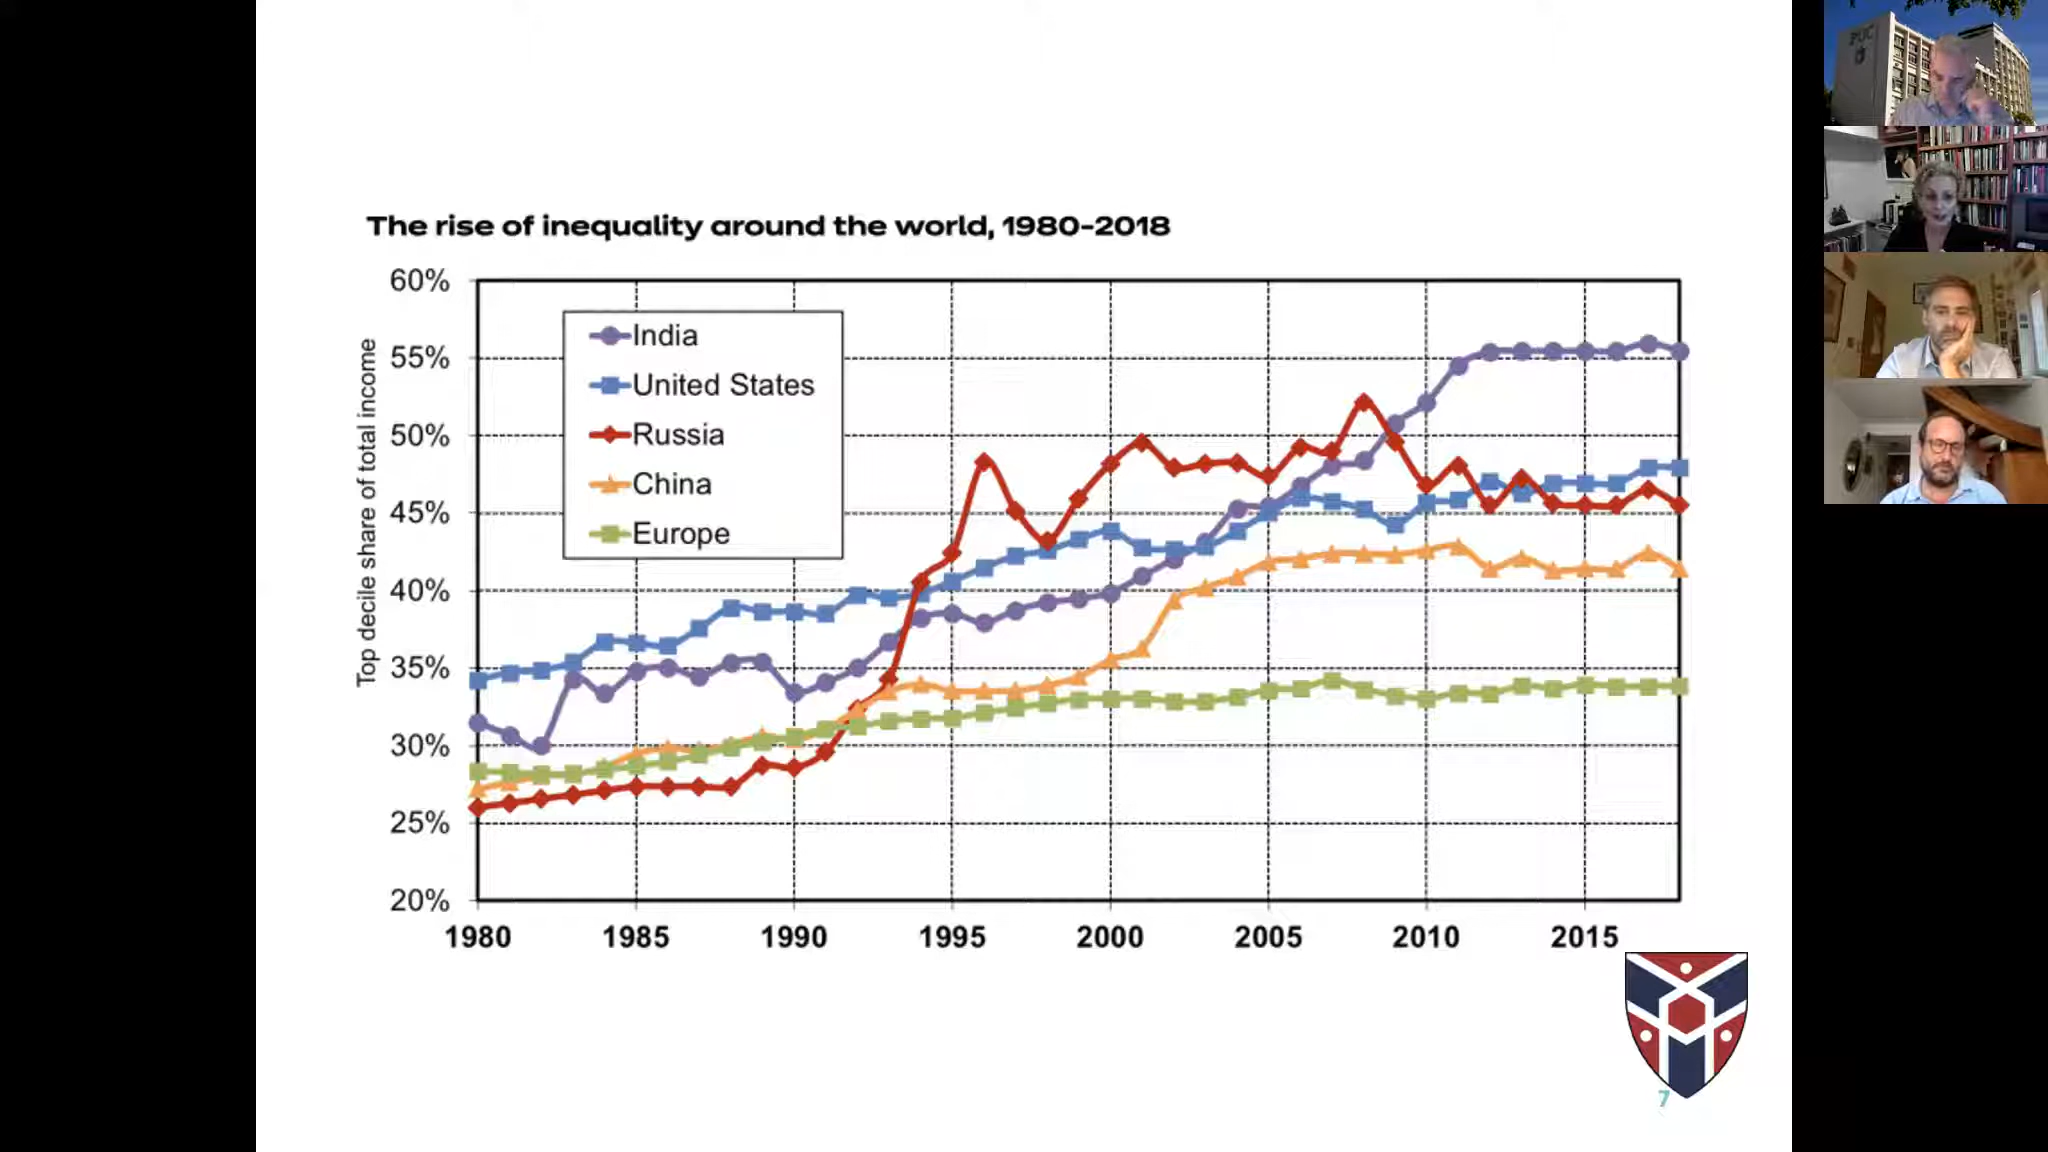 The rise of inequality around the world, 1980-2018
Top decile share of total income
60%
55%
50%
45%
40%
35%
30%
25%
20%
India
United States
Russia
China
Europe
1980
1985
1990
1995
2000
2005
2010
2015
7
PUC